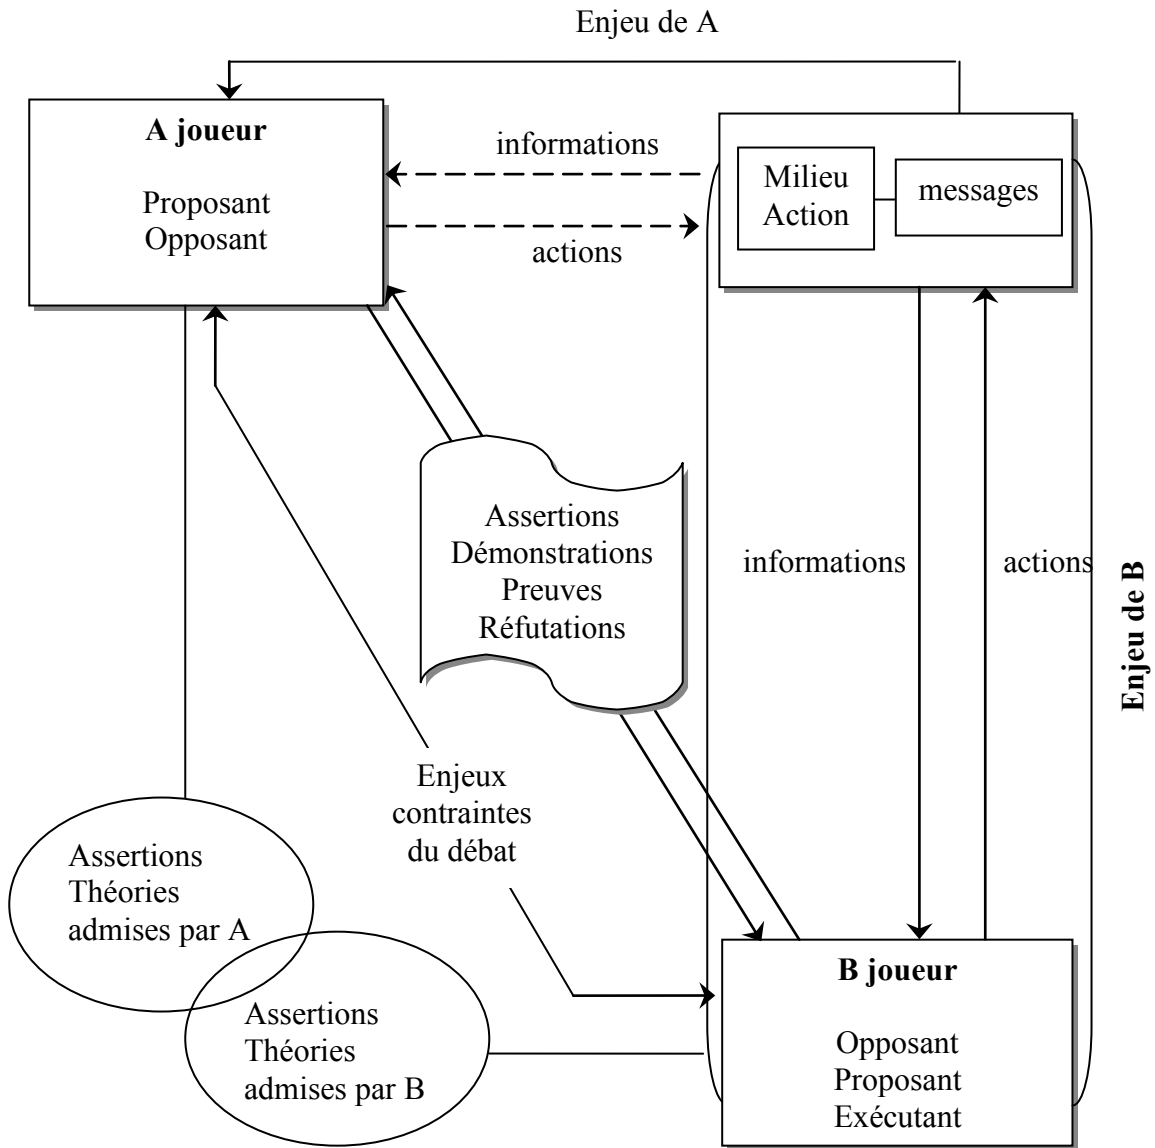 Enjeu de A
A joueur
Proposant
Opposant
informations
actions
Milieu
Action
messages
Assertions
Démonstrations
Preuves
Réfutations
informations
actions
Enjeu de B
Enjeux
contraintes
du débat
Assertions
Théories
admises par A
Assertions
Théories
admises par B
B joueur
Opposant
Proposant
Exécutant